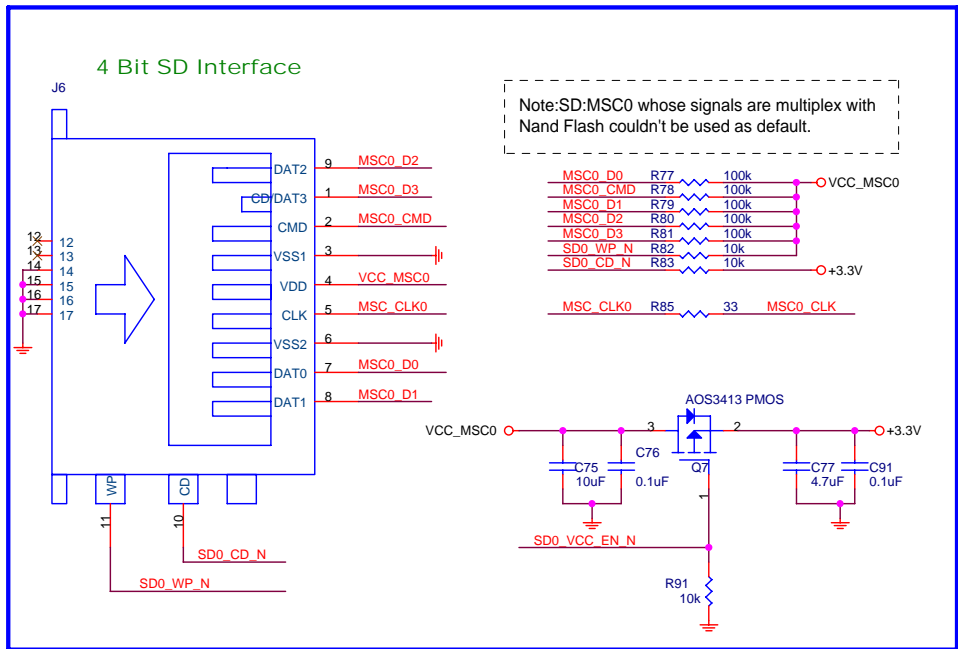 4 Bit SD Interface
J6
Note:SD:MSC0 whose signals are multiplex with
Nand Flash couldn't be used as default.
DAT2 9 MSC0_D2
CD/DAT3 1 MSC0_D3
CMD 2 MSC0_CMD
VSS1 3
VDD 4 VCC_MSC0
CLK 5 MSC_CLK0
VSS2 6
DAT0 7 MSC0_D0
DAT1 8 MSC0_D1
12 12
13 13
14 14
15 15
16 16
17 17
WP
CD
11
10
SD0_CD_N
SD0_WP_N
MSC0_D0 R77 100k VCC_MSC0
MSC0_CMD R78 100k
MSC0_D1 R79 100k
MSC0_D2 R80 100k
MSC0_D3 R81 100k
SD0_WP_N R82 10k
SD0_CD_N R83 10k +3.3V
MSC_CLK0 R85 33 MSC0_CLK
AOS3413 PMOS
VCC_MSC0 3 2 +3.3V
Q7
1
C75
10uF
C76
0.1uF
C77
4.7uF
C91
0.1uF
SD0_VCC_EN_N
R91
10k